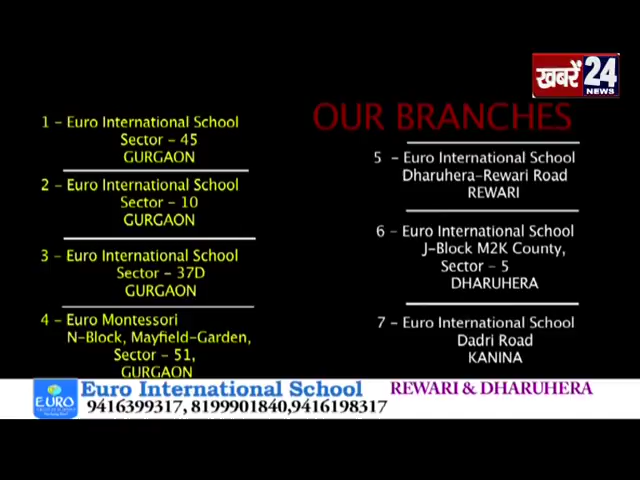 खबरें 24
NEWS
OUR BRANCHES
1 - Euro International School
Sector - 45
GURGAON
2 - Euro International School
Sector - 10
GURGAON
3 - Euro International School
Sector - 37D
GURGAON
4 - Euro Montessori
N-Block, Mayfield-Garden,
Sector - 51,
GURGAON
5 - Euro International School
Dharuhera-Rewari Road
REWARI
6 - Euro International School
J-Block M2K County,
Sector - 5
DHARUHERA
7 - Euro International School
Dadri Road
KANINA
EURO
Euro International School
REWARI & DHARUHERA
9416399317, 8199901840,9416198317